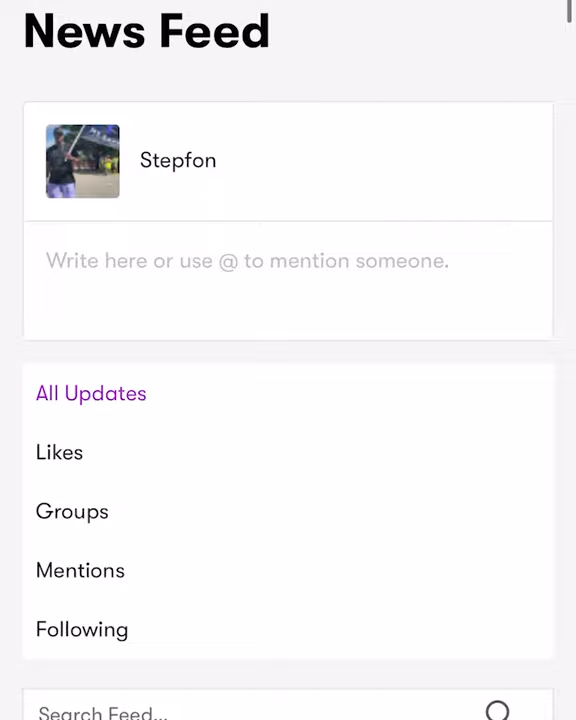 News Feed
Stepfon
Write here or use @ to mention someone.
All Updates
Likes
Groups
Mentions
Following
Search Feed...